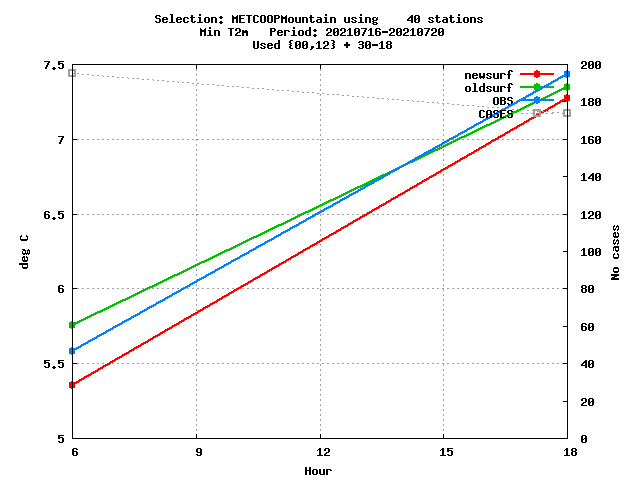 Selection: METCOOPMountain using    40 stations
Min T2m   Period: 20210716-20210720
Used {00,12} + 30-18
7.5
7
6.5
6
5.5
5
deg C
200
180
160
140
120
100
80
60
40
20
0
No cases
newsurf
oldsurf
OBS
CASES
6
9
12
15
18
Hour